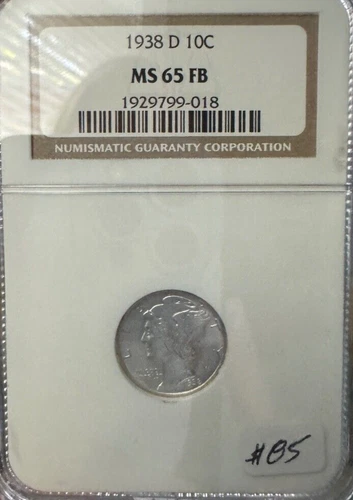 1938 D 10C
MS 65 FB
1929799-018
NUMISMATIC GUARANTY CORPORATION
#85